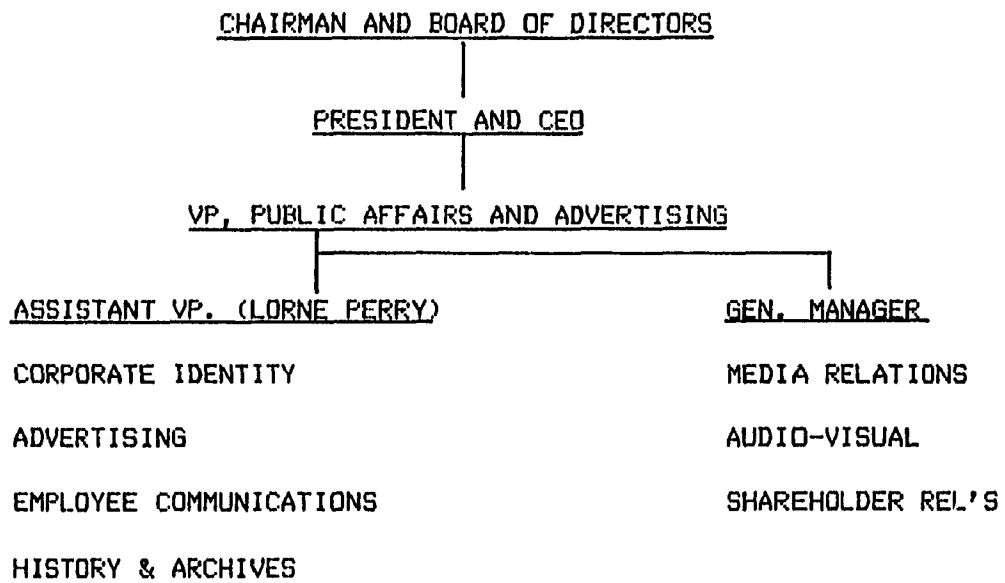 CHAIRMAN AND BOARD OF DIRECTORS
PRESIDENT AND CEO
VP, PUBLIC AFFAIRS AND ADVERTISING
ASSISTANT VP. (LORNE PERRY)
GEN. MANAGER
CORPORATE IDENTITY
MEDIA RELATIONS
ADVERTISING
AUDIO-VISUAL
EMPLOYEE COMMUNICATIONS
SHAREHOLDER REL'S
HISTORY & ARCHIVES